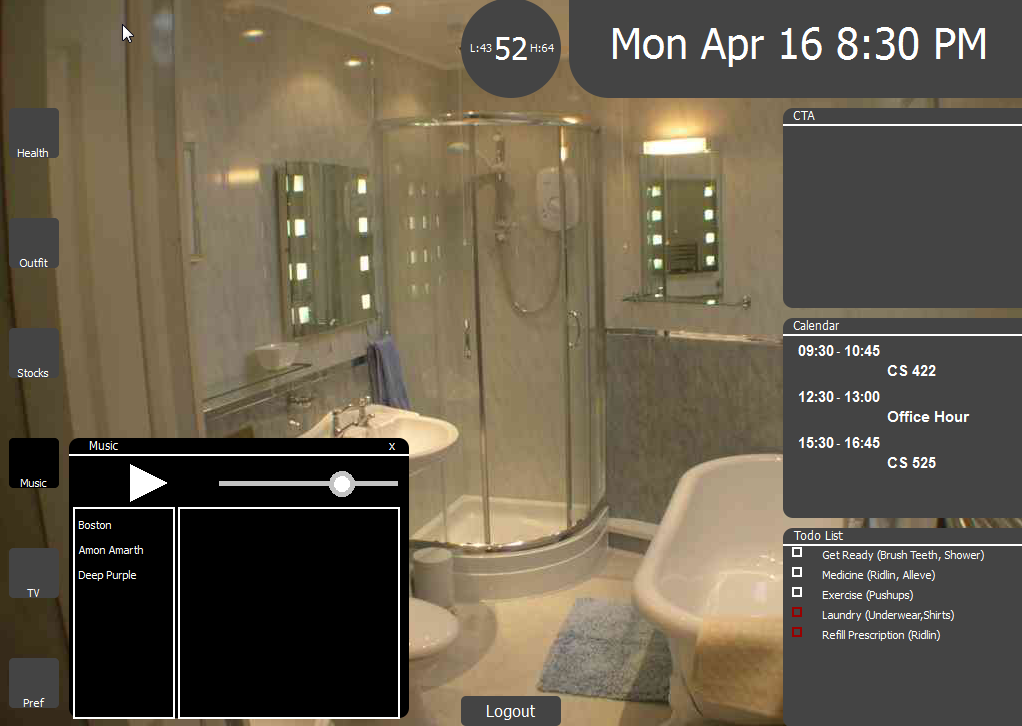 L:43 52 H:64
Mon Apr 16 8:30 PM
Health
Outfit
Stocks
Music
TV
Pref
Music x
Boston
Amon Amarth
Deep Purple
CTA
Calendar
09:30 - 10:45
CS 422
12:30 - 13:00
Office Hour
15:30 - 16:45
CS 525
Todo List
Get Ready (Brush Teeth, Shower)
Medicine (Ridlin, Alleve)
Exercise (Pushups)
Laundry (Underwear,Shirts)
Refill Prescription (Ridlin)
Logout